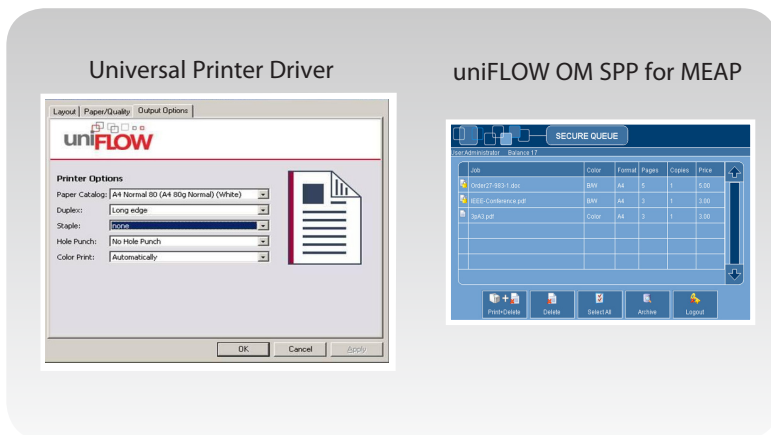 Universal Printer Driver
Layout Paper/Quality Output Options
uniFLOW
Printer Options
Paper Catalog: A4 Normal 80 (A4 80g Normal) (White)
Duplex: Long edge
Staple: none
Hole Punch: No Hole Punch
Color Print: Automatically
OK Cancel Apply
uniFLOW OM SPP for MEAP
SECURE QUEUE
User Administrator Balance 17
Job Color Format Pages Copies Price
Order27-983-1.doc B/W A4 5 1 5.00
IEEE-Conference.pdf B/W A4 3 1 3.00
3pA3.pdf Color A4 3 1 3.00
Print+Delete Delete Select All Archive Logout